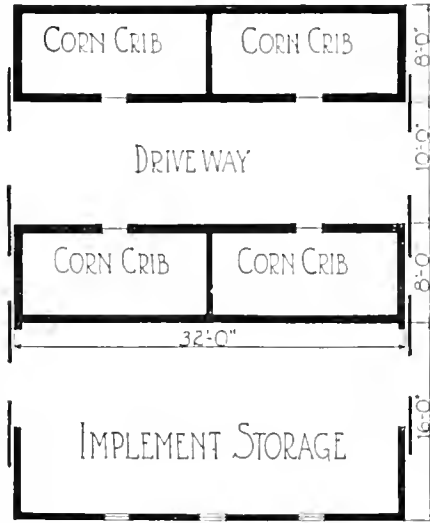 CORN CRIB CORN CRIB
8'-0"
DRIVEWAY
10'-0"
CORN CRIB CORN CRIB
8'-0"
32'-0"
IMPLEMENT STORAGE
16'-0"